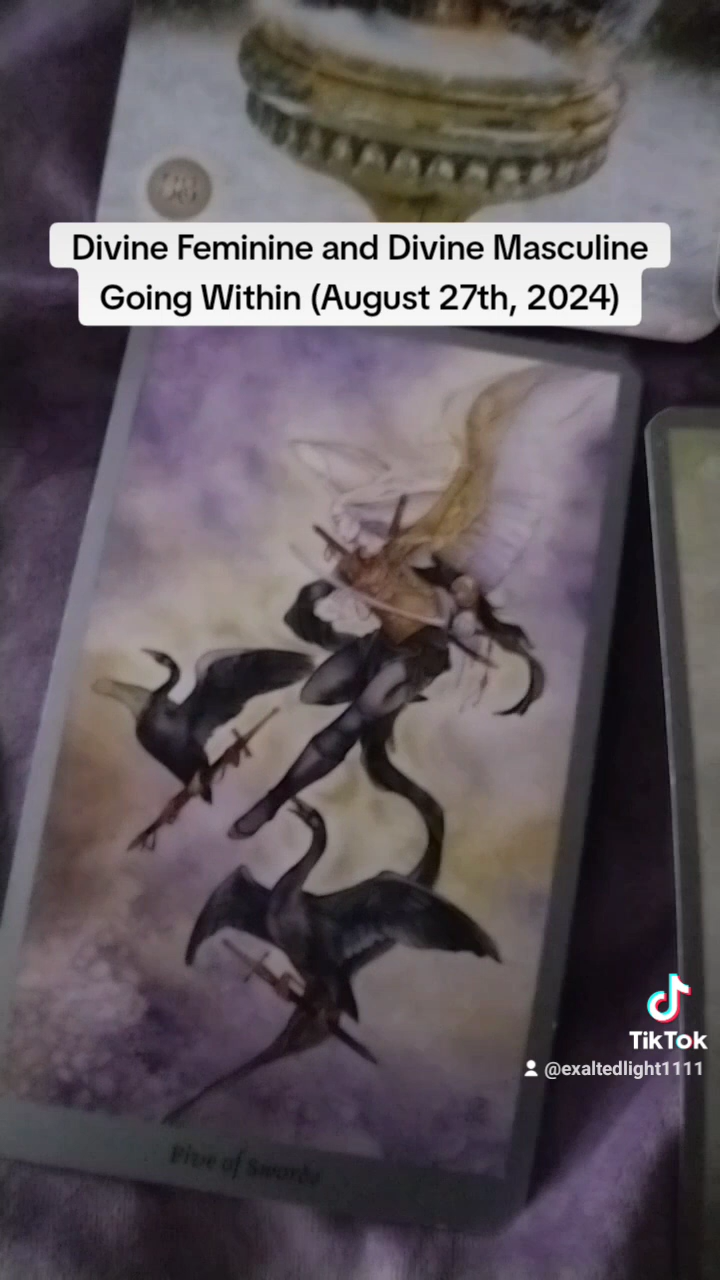 Divine Feminine and Divine Masculine
Going Within (August 27th, 2024)
TikTok
@exaltedlight1111
Five of Swords